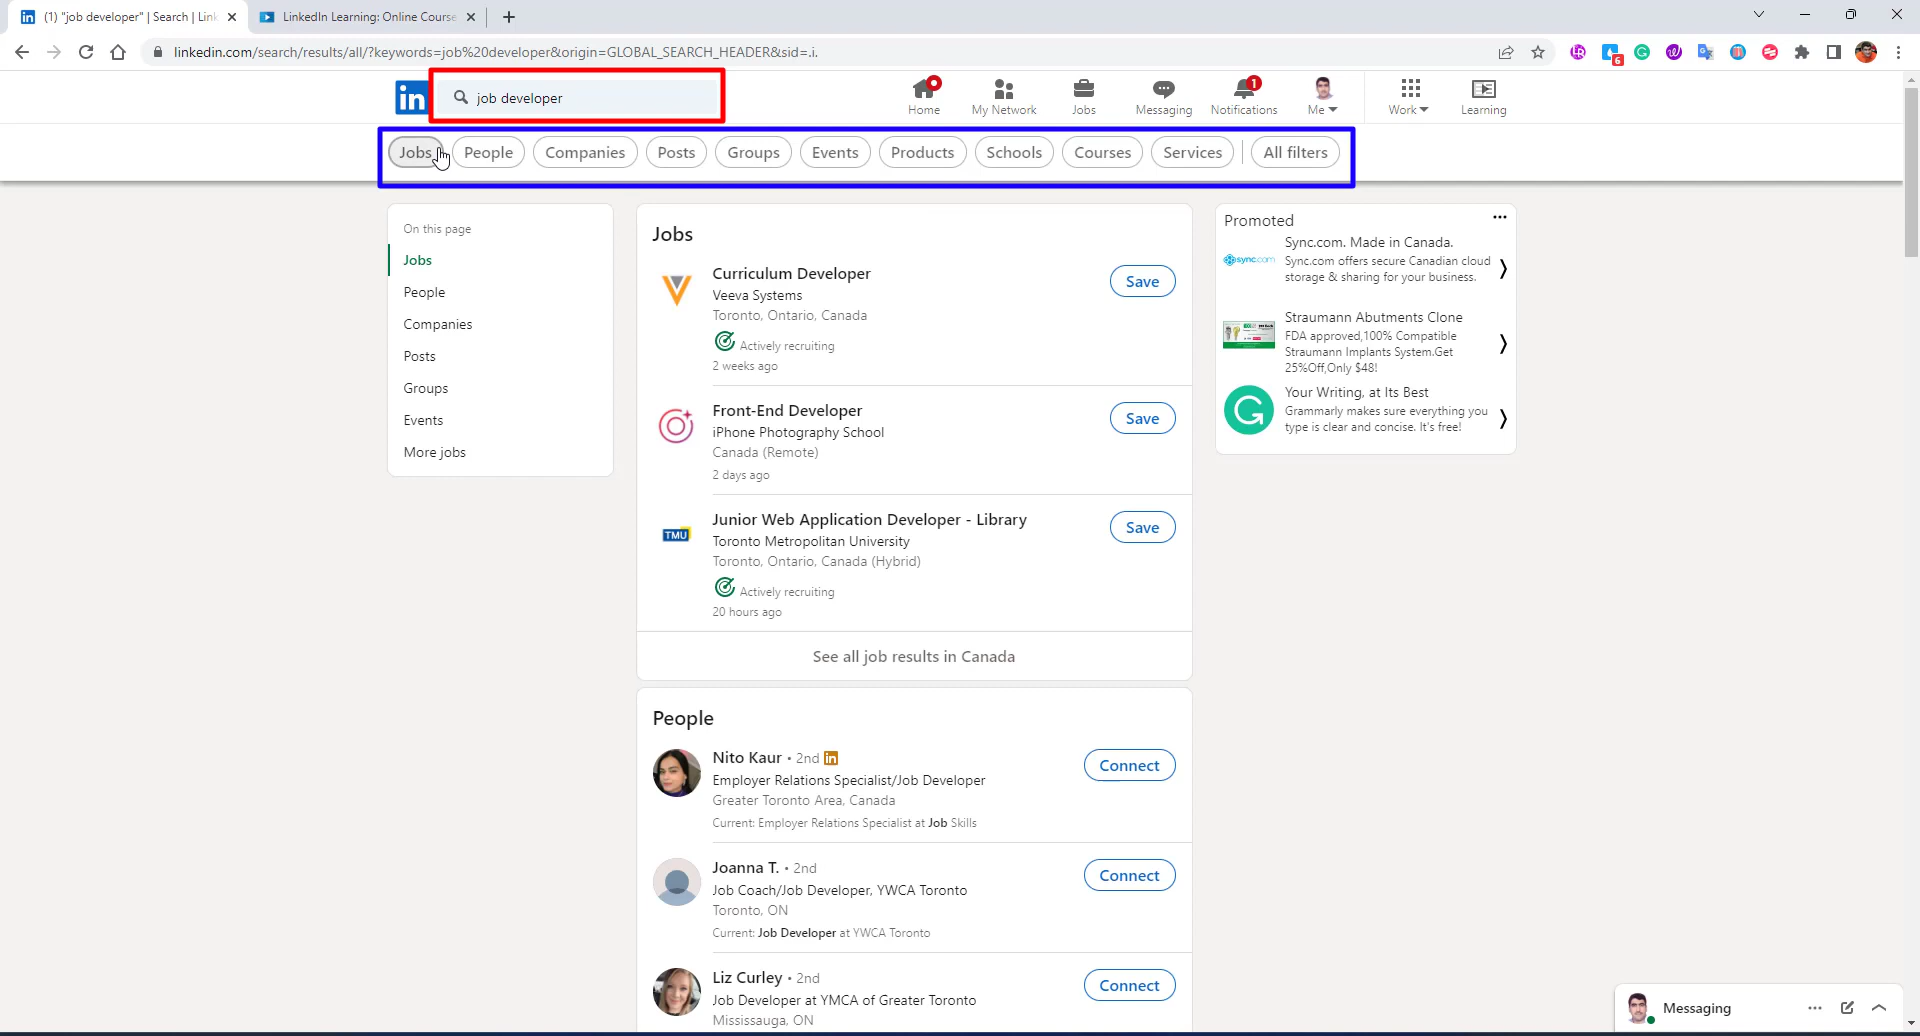 (1) "job developer" | Search | Link
LinkedIn Learning: Online Course
linkedin.com/search/results/all/?keywords=job%20developer&origin=GLOBAL_SEARCH_HEADER&sid=.i.
6
in
job developer
Home
My Network
Jobs
Messaging
1
Notifications
Me
Work
Learning
Jobs
People
Companies
Posts
Groups
Events
Products
Schools
Courses
Services
All filters
On this page
Jobs
People
Companies
Posts
Groups
Events
More jobs
Jobs
Curriculum Developer
Veeva Systems
Toronto, Ontario, Canada
Actively recruiting
2 weeks ago
Save
Front-End Developer
iPhone Photography School
Canada (Remote)
2 days ago
Save
TMU
Junior Web Application Developer - Library
Toronto Metropolitan University
Toronto, Ontario, Canada (Hybrid)
Actively recruiting
20 hours ago
Save
See all job results in Canada
People
Nito Kaur • 2nd in
Employer Relations Specialist/Job Developer
Greater Toronto Area, Canada
Current: Employer Relations Specialist at Job Skills
Connect
Joanna T. • 2nd
Job Coach/Job Developer, YWCA Toronto
Toronto, ON
Current: Job Developer at YWCA Toronto
Connect
Liz Curley • 2nd
Job Developer at YMCA of Greater Toronto
Mississauga, ON
Connect
Promoted
sync.com
Sync.com. Made in Canada.
Sync.com offers secure Canadian cloud
storage & sharing for your business.
Straumann Abutments Clone
FDA approved,100% Compatible
Straumann Implants System.Get
25%Off,Only $48!
Your Writing, at Its Best
Grammarly makes sure everything you
type is clear and concise. It's free!
Messaging